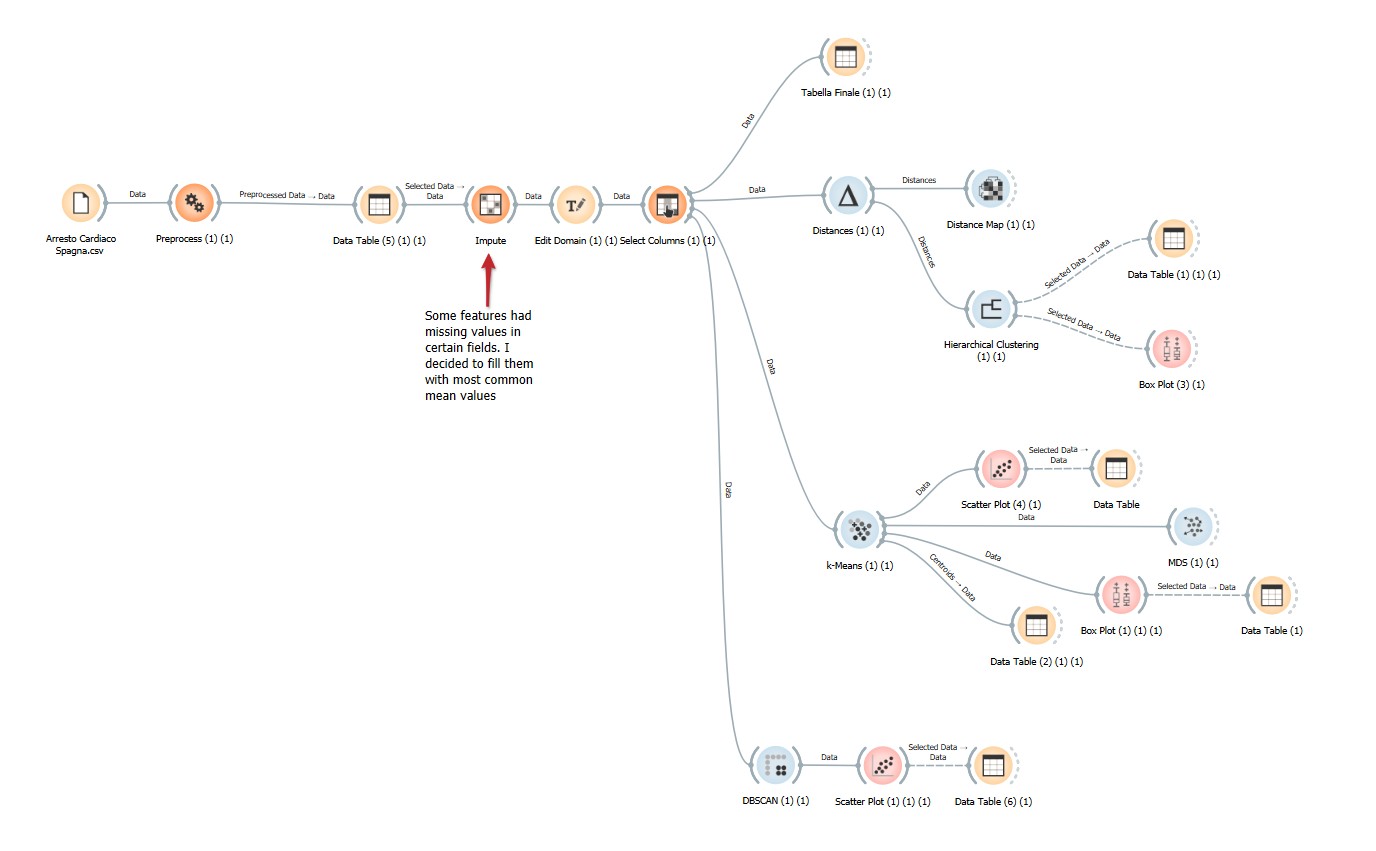 Data
Tabella Finale (1) (1)
Data
Preprocessed Data → Data
Selected Data →
Data
Data
Data
Data
Distances
Arresto Cardiaco
Spagna.csv
Preprocess (1) (1)
Data Table (5) (1) (1)
Impute
Edit Domain (1) (1)
Select Columns (1) (1)
Distances (1) (1)
Distance Map (1) (1)
Distances
Selected Data → Data
Data Table (1) (1) (1)
Selected Data → Data
Hierarchical Clustering
(1) (1)
Box Plot (3) (1)
Some features had
missing values in
certain fields. I
decided to fill them
with most common
mean values
Data
Data
Data
Selected Data →
Data
Scatter Plot (4) (1)
Data Table
Data
MDS (1) (1)
k-Means (1) (1)
Data
Centroids → Data
Selected Data → Data
Box Plot (1) (1) (1)
Data Table (1)
Data Table (2) (1) (1)
Data
Selected Data →
Data
DBSCAN (1) (1)
Scatter Plot (1) (1) (1)
Data Table (6) (1)